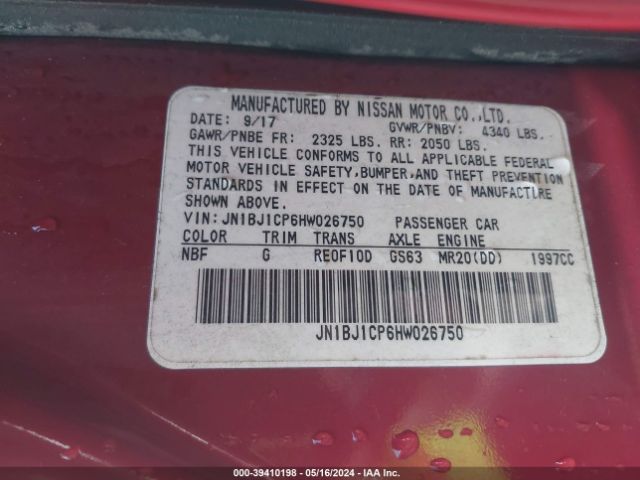 MANUFACTURED BY NISSAN MOTOR CO.,LTD.
DATE: 9/17 GVWR/PNBV: 4340 LBS.
GAWR/PNBE FR: 2325 LBS. RR: 2050 LBS.
THIS VEHICLE CONFORMS TO ALL APPLICABLE FEDERAL
MOTOR VEHICLE SAFETY,BUMPER,AND THEFT PREVENTION
STANDARDS IN EFFECT ON THE DATE OF MANUFACTURE
SHOWN ABOVE.
VIN: JN1BJ1CP6HW026750 PASSENGER CAR
COLOR TRIM TRANS AXLE ENGINE
NBF G RE0F10D GS63 MR20(DD) 1997CC
JN1BJ1CP6HW026750
000-39410198 - 05/16/2024 - IAA Inc.